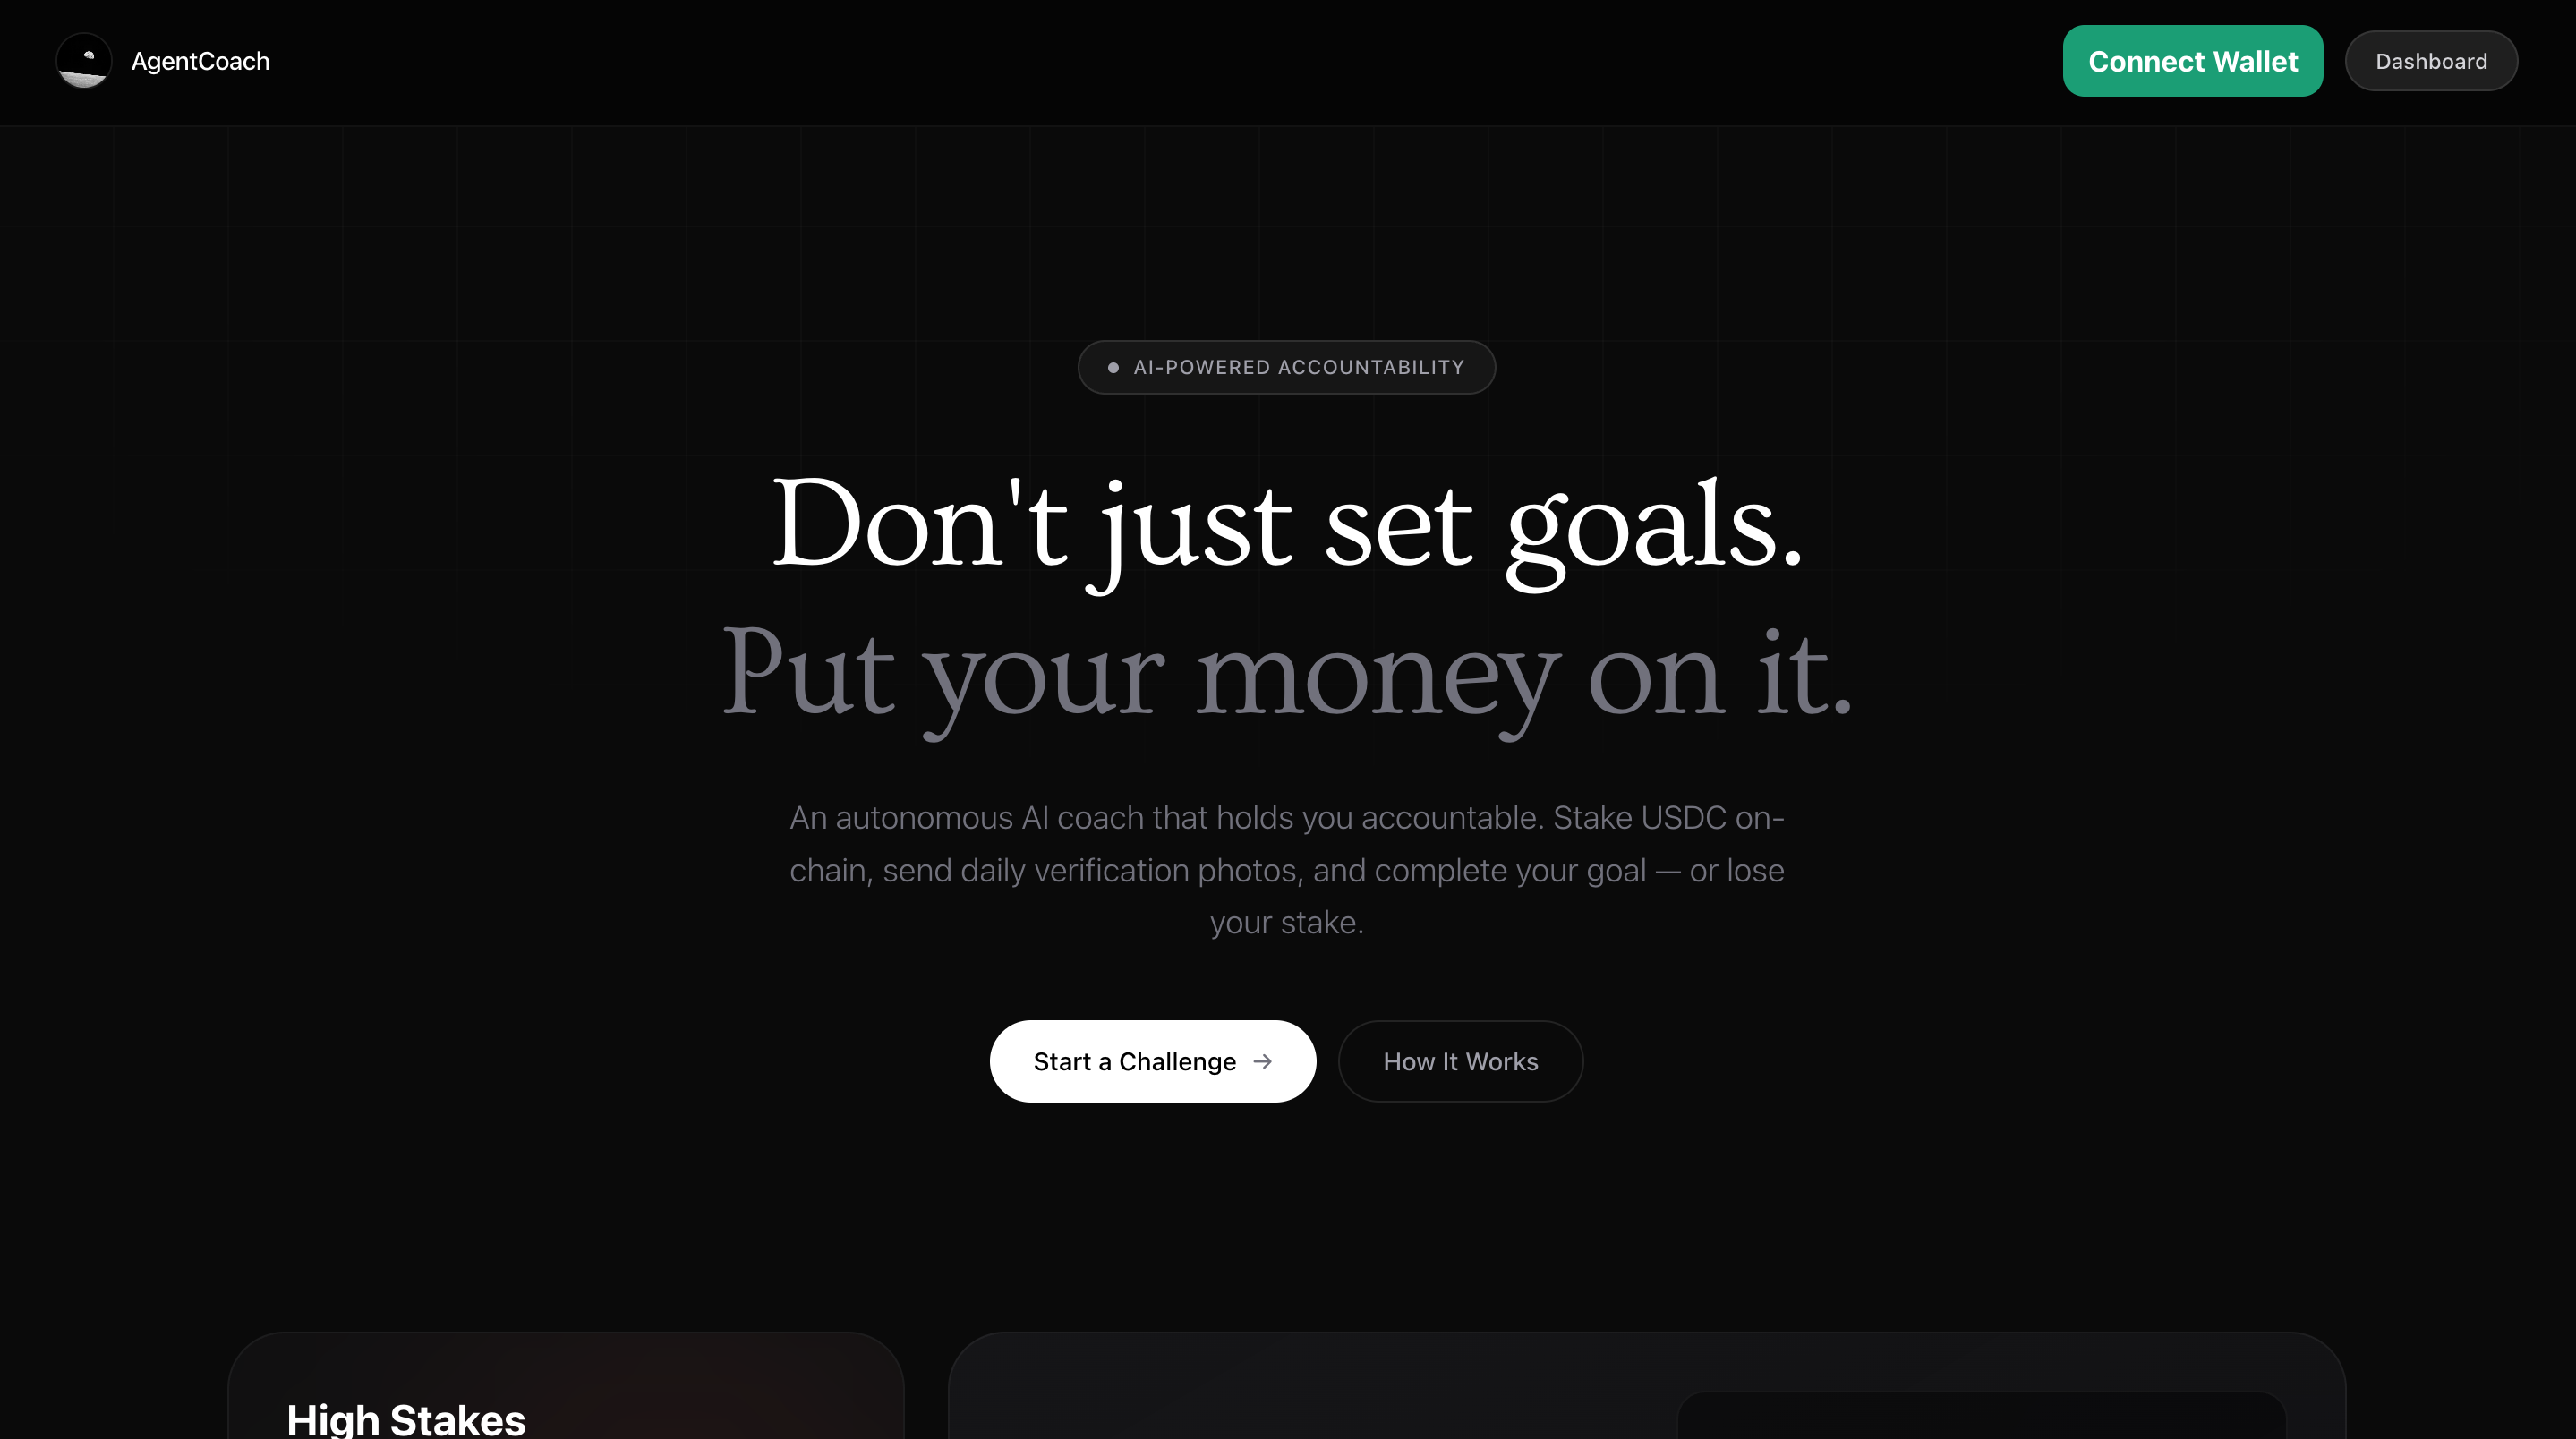 AgentCoach
Connect Wallet
Dashboard
AI-POWERED ACCOUNTABILITY
Don't just set goals.
Put your money on it.
An autonomous AI coach that holds you accountable. Stake USDC on-
chain, send daily verification photos, and complete your goal — or lose
your stake.
Start a Challenge →
How It Works
High Stakes